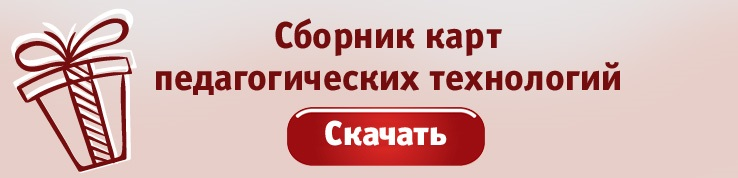 Сборник карт
педагогических технологий
Скачать